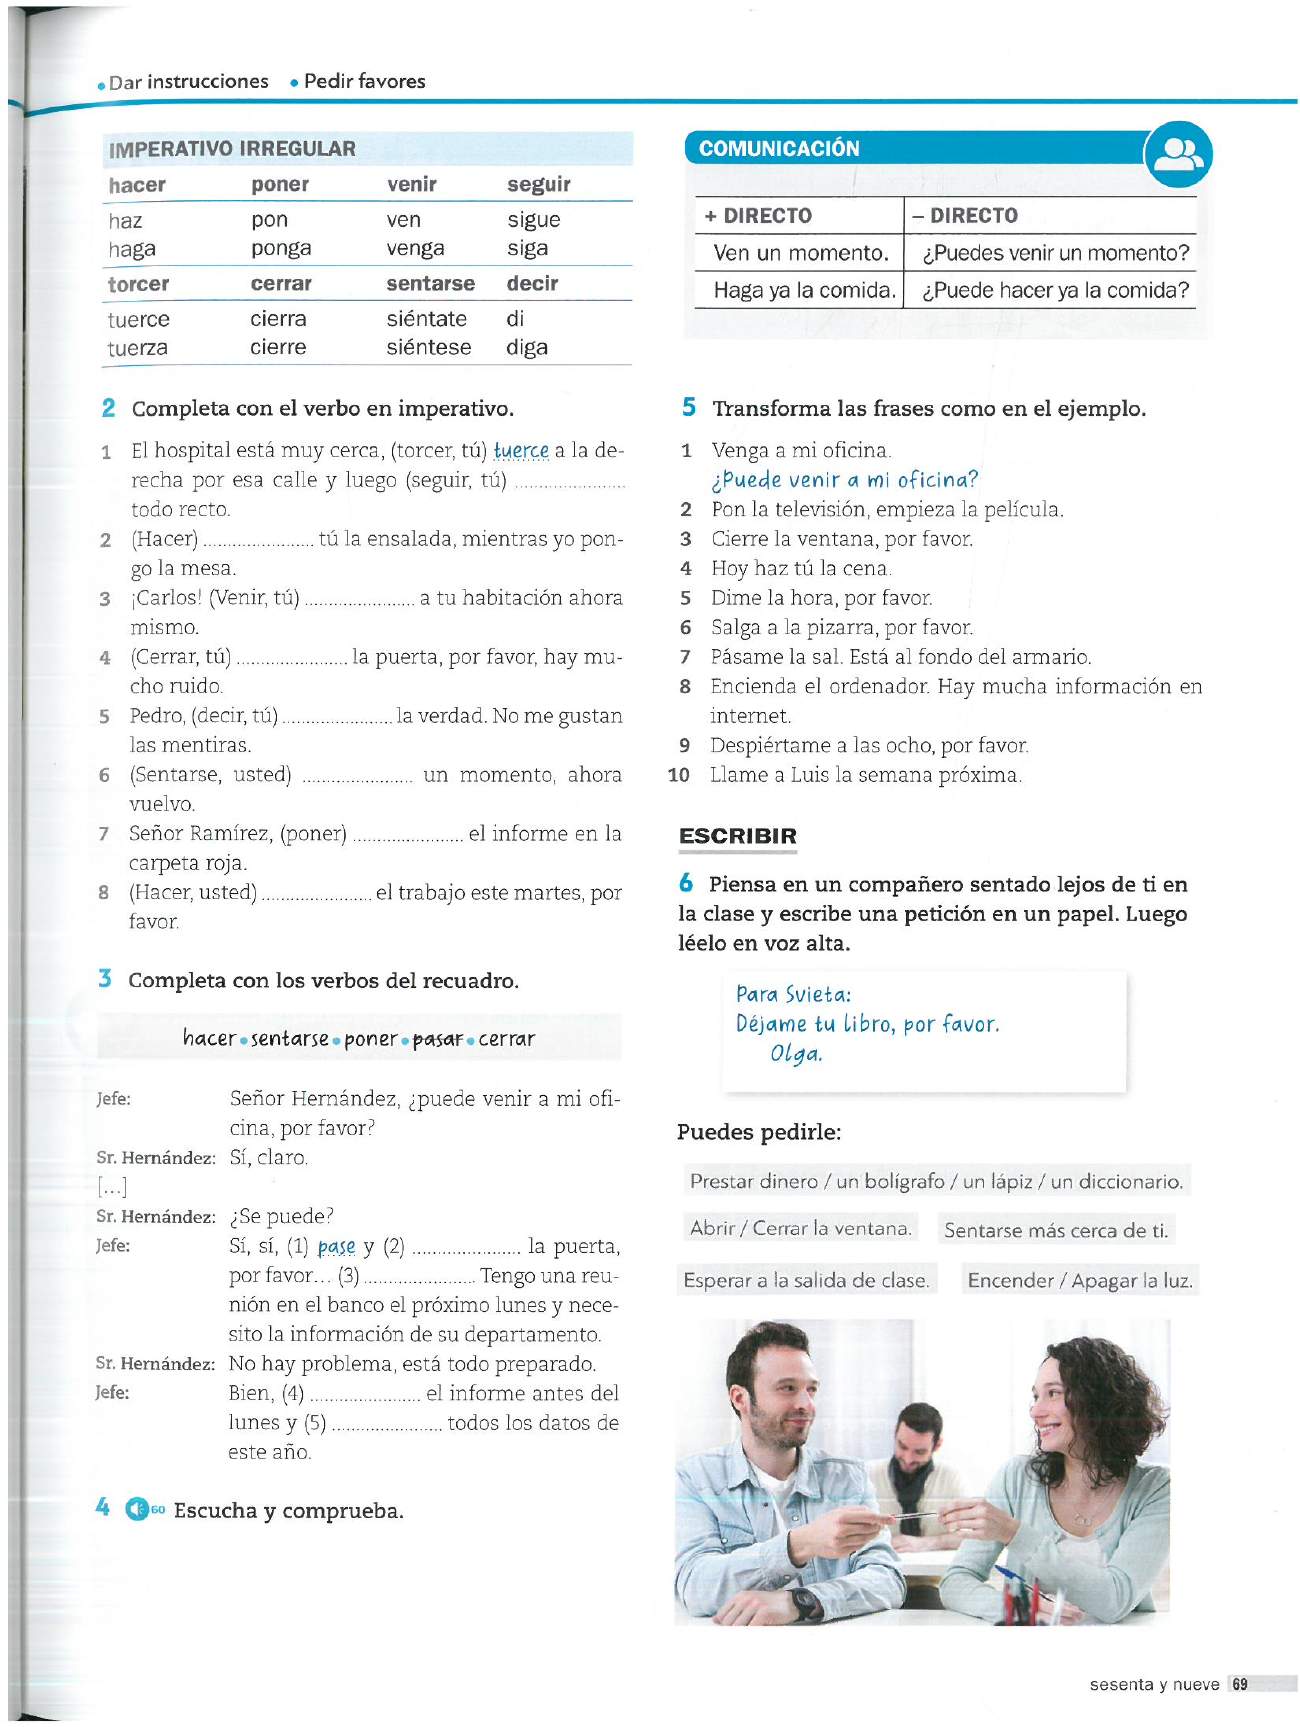 • Dar instrucciones • Pedir favores
IMPERATIVO IRREGULAR
hacer poner venir seguir
haz pon ven sigue
haga ponga venga siga
torcer cerrar sentarse decir
tuerce cierra siéntate di
tuerza cierre siéntese diga
2 Completa con el verbo en imperativo.
1 El hospital está muy cerca, (torcer, tú) tuerce a la de-
recha por esa calle y luego (seguir, tú) ......................
todo recto.
2 (Hacer) ....................... tú la ensalada, mientras yo pon-
go la mesa.
3 ¡Carlos! (Venir, tú) ....................... a tu habitación ahora
mismo.
4 (Cerrar, tú) ....................... la puerta, por favor, hay mu-
cho ruido.
5 Pedro, (decir, tú) ....................... la verdad. No me gustan
las mentiras.
6 (Sentarse, usted) ....................... un momento, ahora
vuelvo.
7 Señor Ramírez, (poner) ....................... el informe en la
carpeta roja.
8 (Hacer, usted) ....................... el trabajo este martes, por
favor.
3 Completa con los verbos del recuadro.
hacer • sentarse • poner • pasar • cerrar
Jefe: Señor Hernández, ¿puede venir a mi ofi-
cina, por favor?
Sr. Hernández: Sí, claro.
[...]
Sr. Hernández: ¿Se puede?
Jefe: Sí, sí, (1) pase y (2) ....................... la puerta,
por favor... (3) ....................... Tengo una reu-
nión en el banco el próximo lunes y nece-
sito la información de su departamento.
Sr. Hernández: No hay problema, está todo preparado.
Jefe: Bien, (4) ....................... el informe antes del
lunes y (5) ....................... todos los datos de
este año.
4 60 Escucha y comprueba.
COMUNICACIÓN
+ DIRECTO – DIRECTO
Ven un momento. ¿Puedes venir un momento?
Haga ya la comida. ¿Puede hacer ya la comida?
5 Transforma las frases como en el ejemplo.
1 Venga a mi oficina.
¿Puede venir a mi oficina?
2 Pon la televisión, empieza la película.
3 Cierre la ventana, por favor.
4 Hoy haz tú la cena.
5 Dime la hora, por favor.
6 Salga a la pizarra, por favor.
7 Pásame la sal. Está al fondo del armario.
8 Encienda el ordenador. Hay mucha información en
internet.
9 Despiértame a las ocho, por favor.
10 Llame a Luis la semana próxima.
ESCRIBIR
6 Piensa en un compañero sentado lejos de ti en
la clase y escribe una petición en un papel. Luego
léelo en voz alta.
Para Svieta:
Déjame tu libro, por favor.
Olga.
Puedes pedirle:
Prestar dinero / un bolígrafo / un lápiz / un diccionario.
Abrir / Cerrar la ventana. Sentarse más cerca de ti.
Esperar a la salida de clase. Encender / Apagar la luz.
sesenta y nueve 69